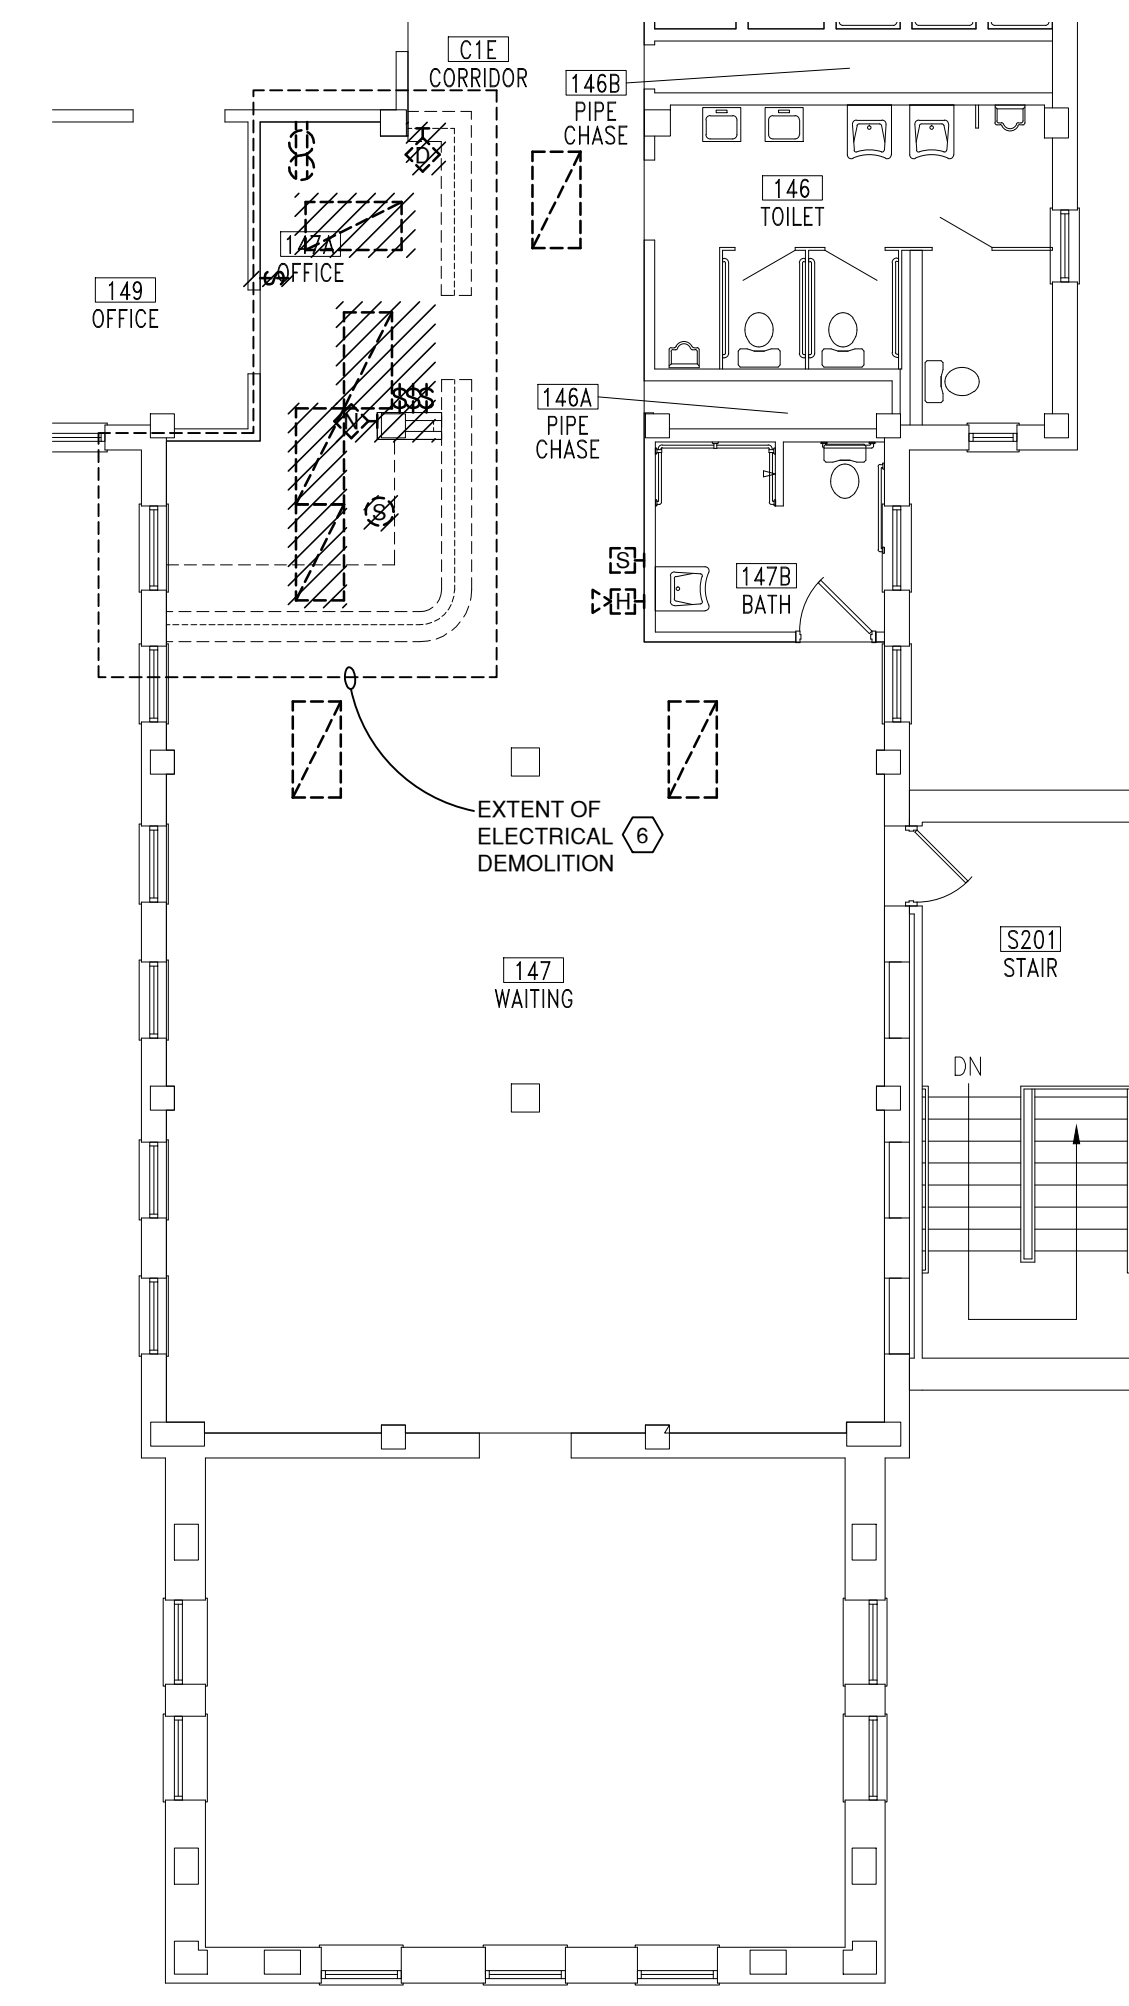 C1E
CORRIDOR
146B
PIPE
CHASE
D
146
TOILET
147A
OFFICE
$
149
OFFICE
$$$
146A
PIPE
CHASE
N
S
S
H
147B
BATH
EXTENT OF
ELECTRICAL
DEMOLITION
6
147
WAITING
S201
STAIR
DN